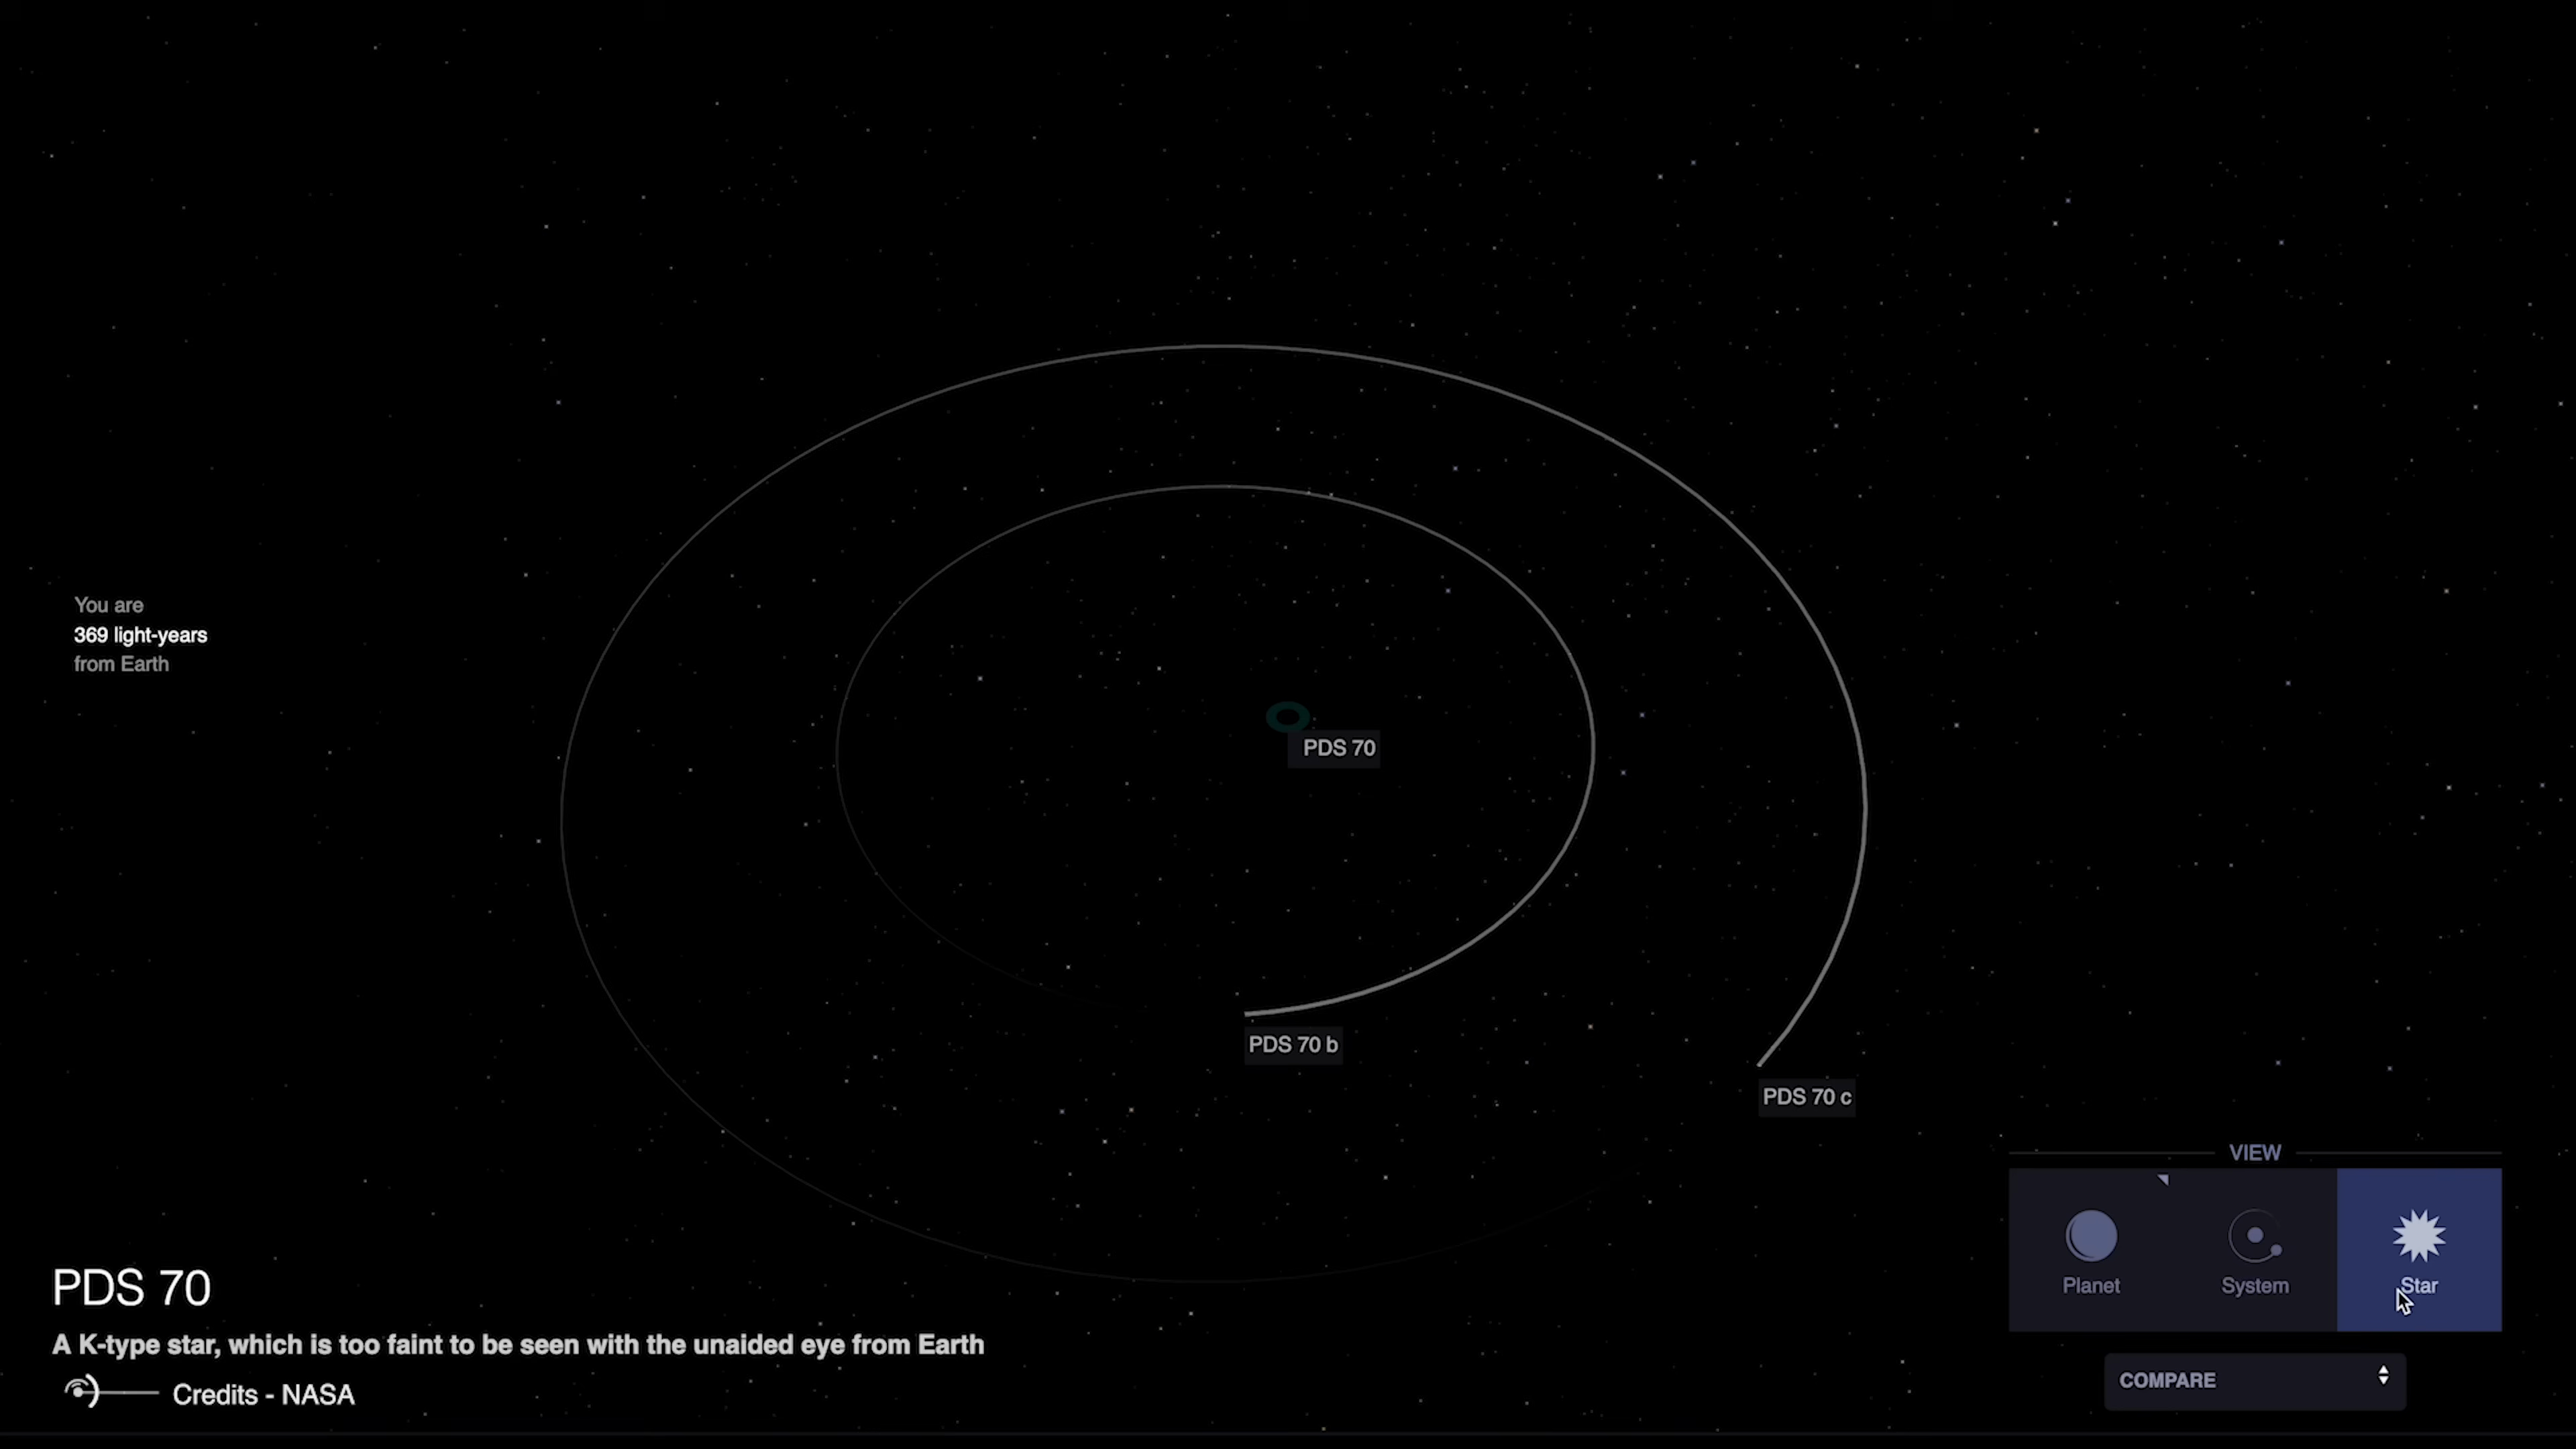 You are
369 light-years
from Earth
PDS 70
PDS 70 b
PDS 70 c
VIEW
Planet
System
Star
COMPARE
PDS 70
A K-type star, which is too faint to be seen with the unaided eye from Earth
Credits - NASA